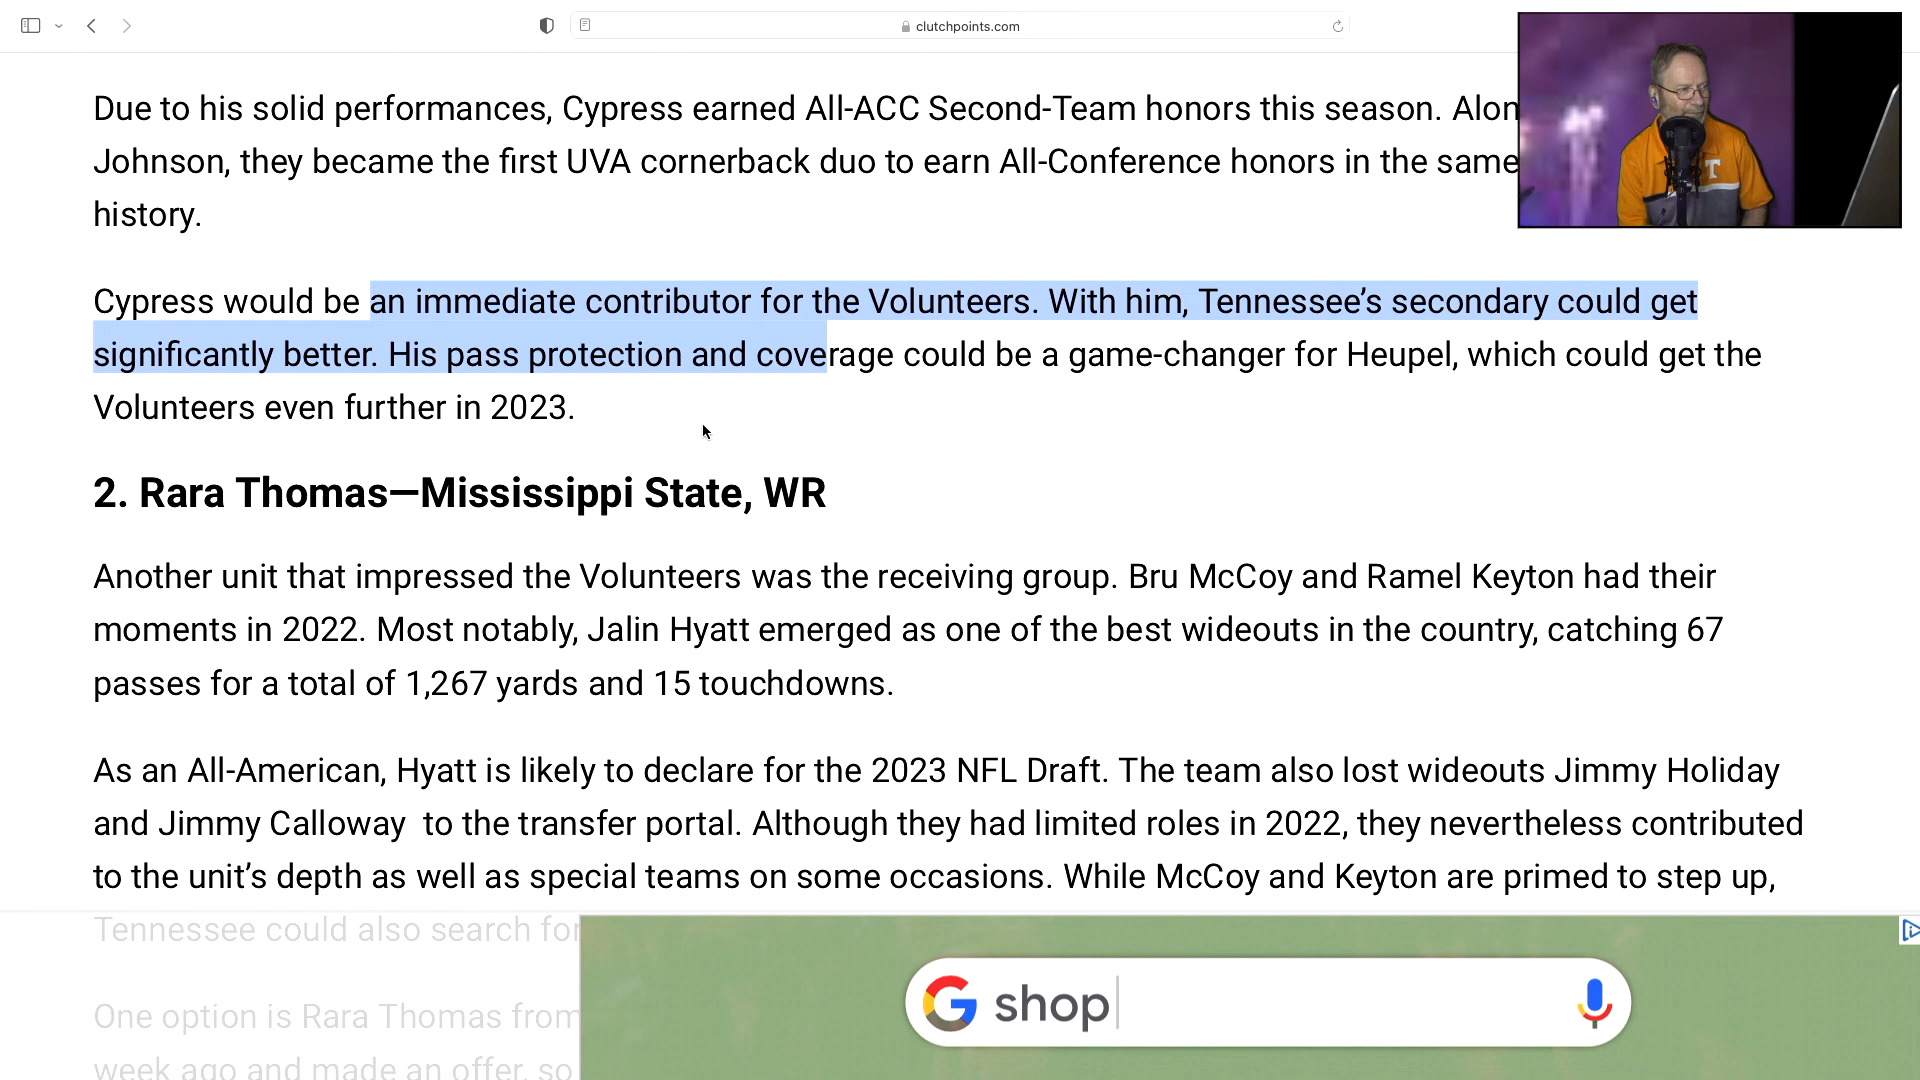 clutchpoints.com
Due to his solid performances, Cypress earned All-ACC Second-Team honors this season. Alon
Johnson, they became the first UVA cornerback duo to earn All-Conference honors in the same
history.
Cypress would be an immediate contributor for the Volunteers. With him, Tennessee’s secondary could get
significantly better. His pass protection and coverage could be a game-changer for Heupel, which could get the
Volunteers even further in 2023.
2. Rara Thomas—Mississippi State, WR
Another unit that impressed the Volunteers was the receiving group. Bru McCoy and Ramel Keyton had their
moments in 2022. Most notably, Jalin Hyatt emerged as one of the best wideouts in the country, catching 67
passes for a total of 1,267 yards and 15 touchdowns.
As an All-American, Hyatt is likely to declare for the 2023 NFL Draft. The team also lost wideouts Jimmy Holiday
and Jimmy Calloway  to the transfer portal. Although they had limited roles in 2022, they nevertheless contributed
to the unit’s depth as well as special teams on some occasions. While McCoy and Keyton are primed to step up,
Tennessee could also search for
One option is Rara Thomas from
week ago and made an offer, so
G shop
T